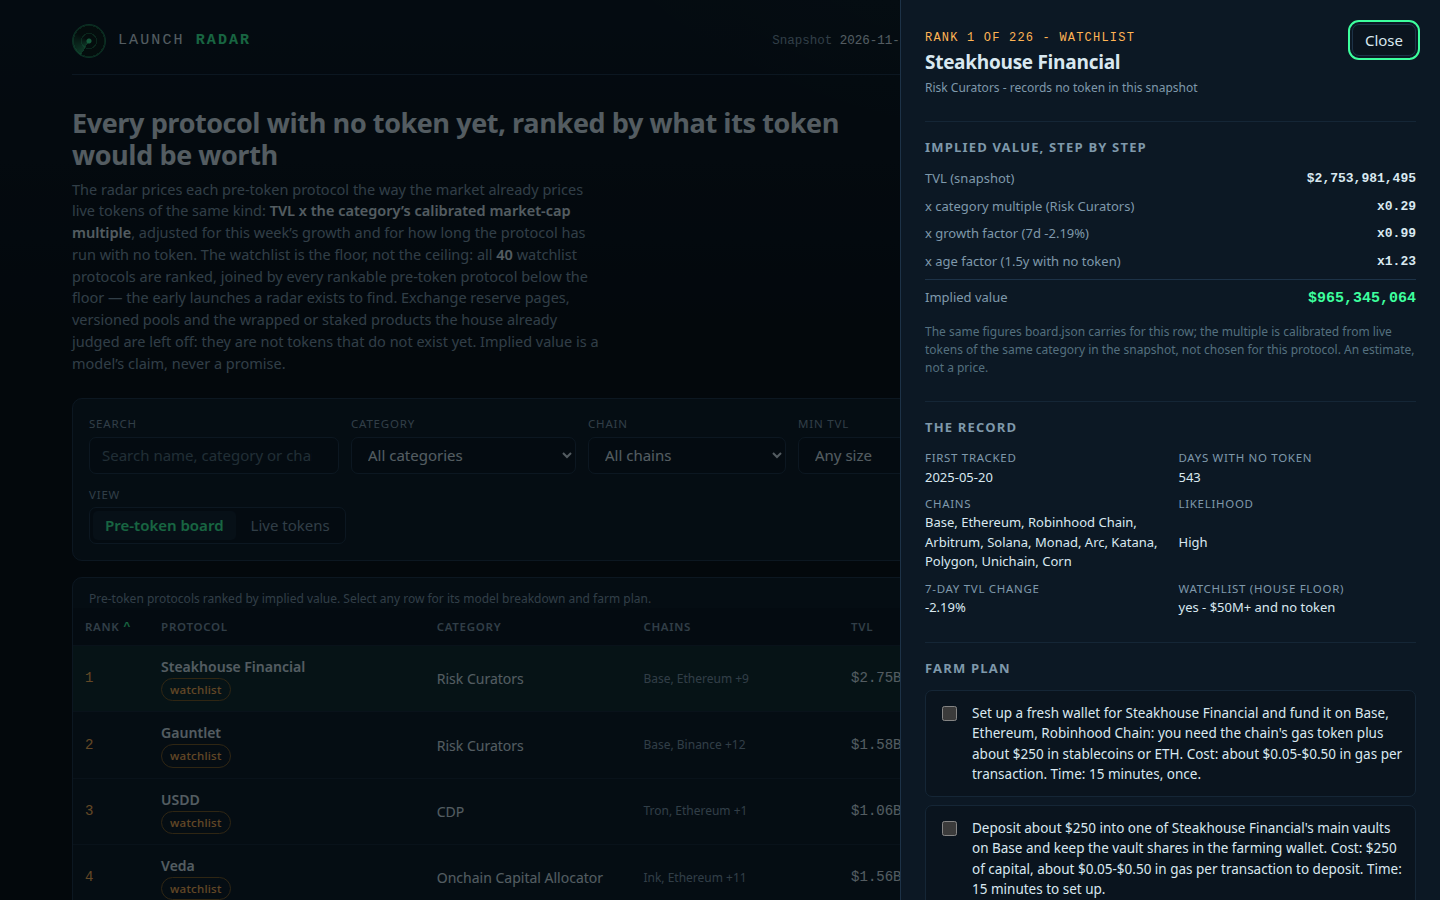 LAUNCH RADAR
Snapshot 2026-11-
Every protocol with no token yet, ranked by what its token
would be worth
The radar prices each pre-token protocol the way the market already prices
live tokens of the same kind: TVL x the category's calibrated market-cap
multiple, adjusted for this week's growth and for how long the protocol has
run with no token. The watchlist is the floor, not the ceiling: all 40 watchlist
protocols are ranked, joined by every rankable pre-token protocol below the
floor — the early launches a radar exists to find. Exchange reserve pages,
versioned pools and the wrapped or staked products the house already
judged are left off: they are not tokens that do not exist yet. Implied value is a
model's claim, never a promise.
SEARCH
CATEGORY
CHAIN
MIN TVL
Search name, category or cha
All categories
All chains
Any size
VIEW
Pre-token board
Live tokens
Pre-token protocols ranked by implied value. Select any row for its model breakdown and farm plan.
RANK ^ PROTOCOL CATEGORY CHAINS TVL
1 Steakhouse Financial Risk Curators Base, Ethereum +9 $2.75B
watchlist
2 Gauntlet Risk Curators Base, Binance +12 $1.58B
watchlist
3 USDD CDP Tron, Ethereum +1 $1.06B
watchlist
4 Veda Onchain Capital Allocator Ink, Ethereum +11 $1.56B
watchlist
RANK 1 OF 226 - WATCHLIST
Close
Steakhouse Financial
Risk Curators - records no token in this snapshot
IMPLIED VALUE, STEP BY STEP
TVL (snapshot) $2,753,981,495
x category multiple (Risk Curators) x0.29
x growth factor (7d -2.19%) x0.99
x age factor (1.5y with no token) x1.23
Implied value $965,345,064
The same figures board.json carries for this row; the multiple is calibrated from live
tokens of the same category in the snapshot, not chosen for this protocol. An estimate,
not a price.
THE RECORD
FIRST TRACKED
2025-05-20
DAYS WITH NO TOKEN
543
CHAINS
Base, Ethereum, Robinhood Chain,
Arbitrum, Solana, Monad, Arc, Katana,
Polygon, Unichain, Corn
LIKELIHOOD
High
7-DAY TVL CHANGE
-2.19%
WATCHLIST (HOUSE FLOOR)
yes - $50M+ and no token
FARM PLAN
Set up a fresh wallet for Steakhouse Financial and fund it on Base,
Ethereum, Robinhood Chain: you need the chain's gas token plus
about $250 in stablecoins or ETH. Cost: about $0.05-$0.50 in gas per
transaction. Time: 15 minutes, once.
Deposit about $250 into one of Steakhouse Financial's main vaults
on Base and keep the vault shares in the farming wallet. Cost: $250
of capital, about $0.05-$0.50 in gas per transaction to deposit. Time:
15 minutes to set up.